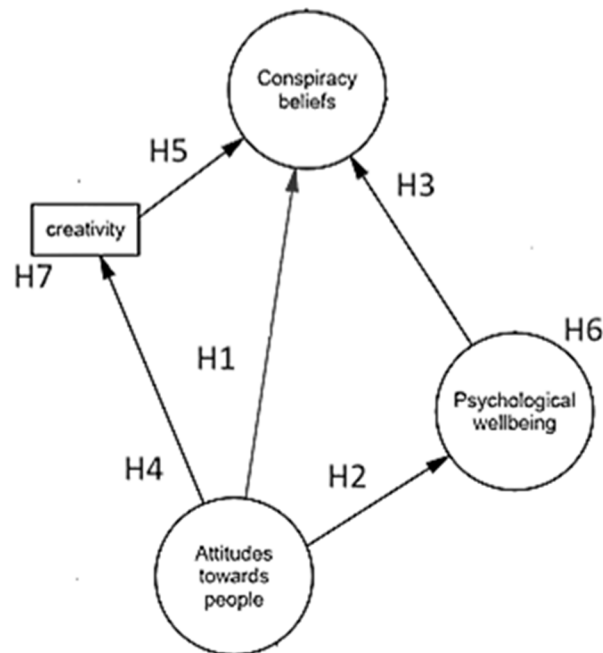 Conspiracy
beliefs
H5
H3
creativity
H7
H1
H6
Psychological
wellbeing
H4
H2
Attitudes
towards
people